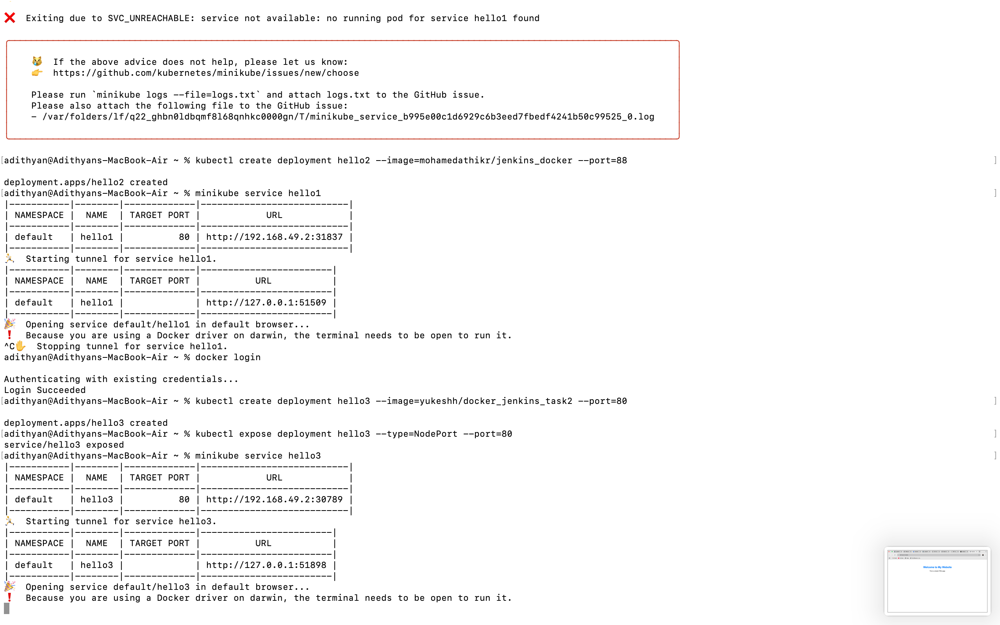 ❌  Exiting due to SVC_UNREACHABLE: service not available: no running pod for service hello1 found
😿  If the above advice does not help, please let us know:
👉  https://github.com/kubernetes/minikube/issues/new/choose
Please run `minikube logs --file=logs.txt` and attach logs.txt to the GitHub issue.
Please also attach the following file to the GitHub issue:
- /var/folders/lf/q22_ghbn0ldbqmf8l68qnhkc0000gn/T/minikube_service_b995e00c1d6929c6b3eed7fbedf4241b50c99525_0.log
[adithyan@Adithyans-MacBook-Air ~ % kubectl create deployment hello2 --image=mohamedathikr/jenkins_docker --port=88 ]
deployment.apps/hello2 created
[adithyan@Adithyans-MacBook-Air ~ % minikube service hello1 ]
|-----------|--------|-------------|---------------------------|
| NAMESPACE |  NAME  | TARGET PORT |            URL            |
|-----------|--------|-------------|---------------------------|
| default   | hello1 |          80 | http://192.168.49.2:31837 |
|-----------|--------|-------------|---------------------------|
🏃  Starting tunnel for service hello1.
|-----------|--------|-------------|------------------------|
| NAMESPACE |  NAME  | TARGET PORT |          URL           |
|-----------|--------|-------------|------------------------|
| default   | hello1 |             | http://127.0.0.1:51509 |
|-----------|--------|-------------|------------------------|
🎉  Opening service default/hello1 in default browser...
❗  Because you are using a Docker driver on darwin, the terminal needs to be open to run it.
^C✋  Stopping tunnel for service hello1.
adithyan@Adithyans-MacBook-Air ~ % docker login
Authenticating with existing credentials...
Login Succeeded
[adithyan@Adithyans-MacBook-Air ~ % kubectl create deployment hello3 --image=yukeshh/docker_jenkins_task2 --port=80 ]
deployment.apps/hello3 created
[adithyan@Adithyans-MacBook-Air ~ % kubectl expose deployment hello3 --type=NodePort --port=80 ]
service/hello3 exposed
[adithyan@Adithyans-MacBook-Air ~ % minikube service hello3 ]
|-----------|--------|-------------|---------------------------|
| NAMESPACE |  NAME  | TARGET PORT |            URL            |
|-----------|--------|-------------|---------------------------|
| default   | hello3 |          80 | http://192.168.49.2:30789 |
|-----------|--------|-------------|---------------------------|
🏃  Starting tunnel for service hello3.
|-----------|--------|-------------|------------------------|
| NAMESPACE |  NAME  | TARGET PORT |          URL           |
|-----------|--------|-------------|------------------------|
| default   | hello3 |             | http://127.0.0.1:51898 |
|-----------|--------|-------------|------------------------|
🎉  Opening service default/hello3 in default browser...
❗  Because you are using a Docker driver on darwin, the terminal needs to be open to run it.
Welcome to My Website
This is a simple HTML page.